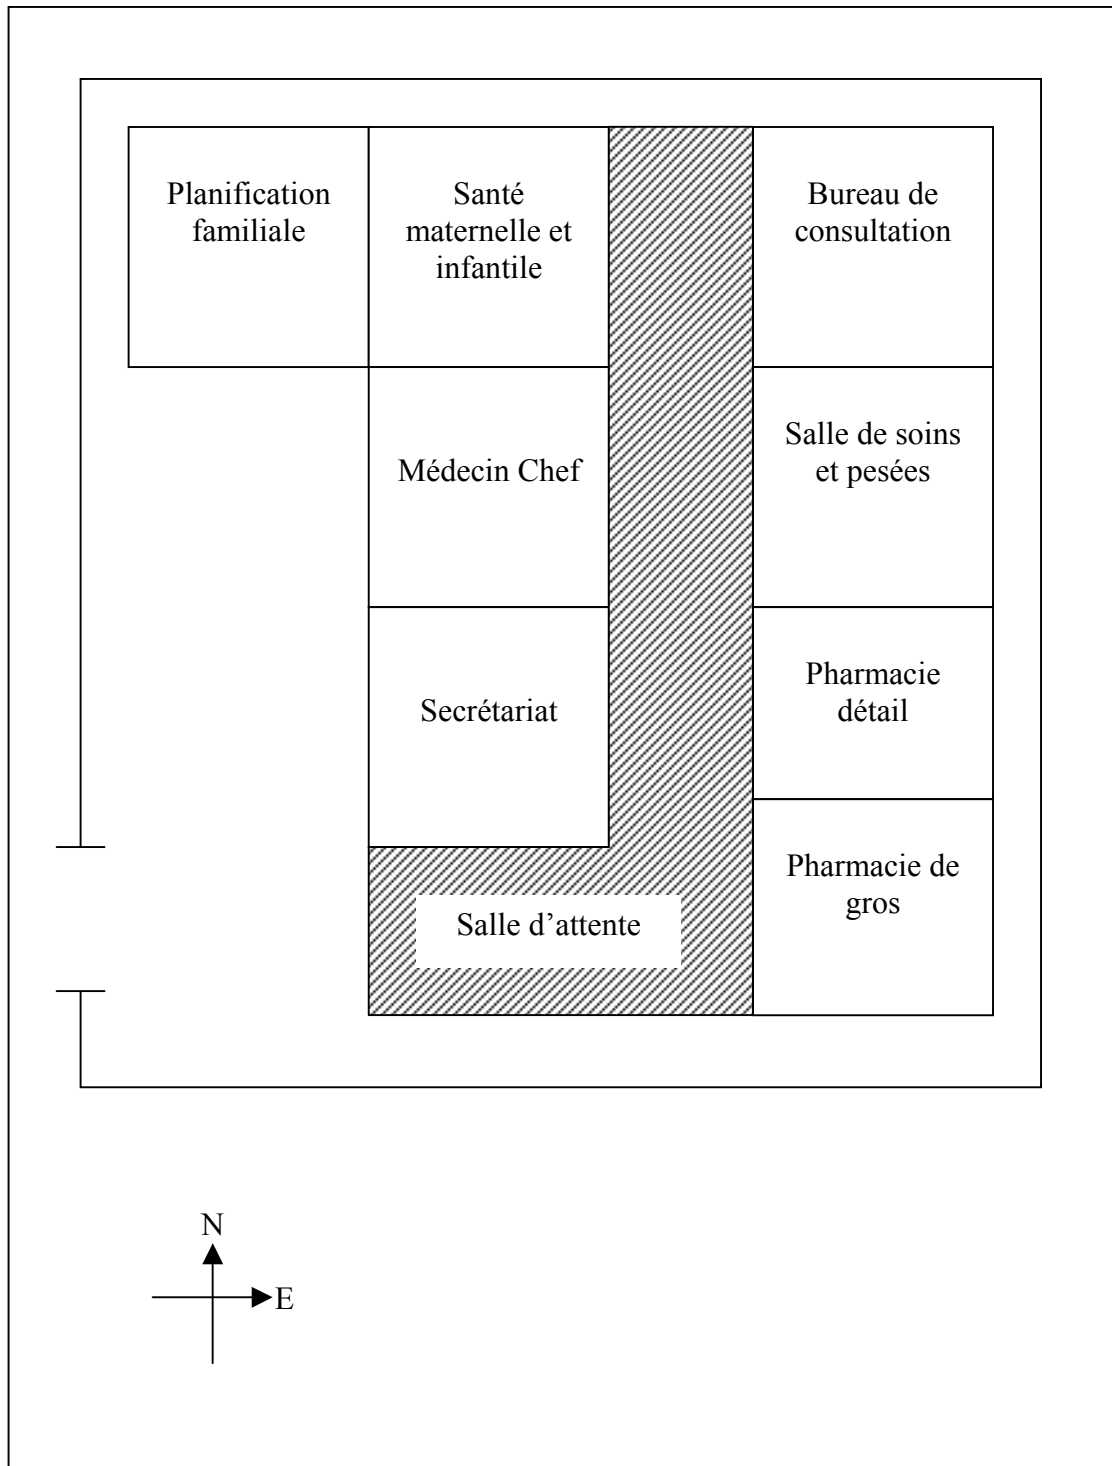 Planification
familiale
Santé
maternelle et
infantile
Bureau de
consultation
Médecin Chef
Salle de soins
et pesées
Secrétariat
Pharmacie
détail
Pharmacie de
gros
Salle d’attente
N
E